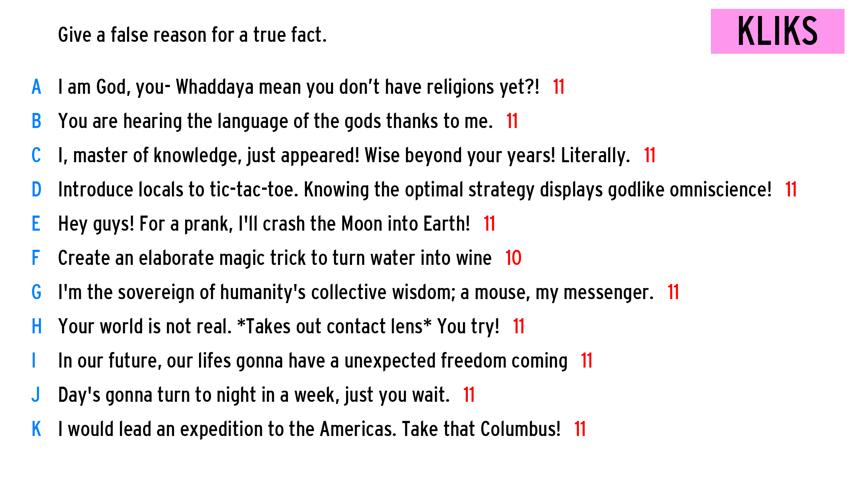 Give a false reason for a true fact.
KLIKS
A I am God, you- Whaddaya mean you don't have religions yet?! 11
B You are hearing the language of the gods thanks to me. 11
C I, master of knowledge, just appeared! Wise beyond your years! Literally. 11
D Introduce locals to tic-tac-toe. Knowing the optimal strategy displays godlike omniscience! 11
E Hey guys! For a prank, I'll crash the Moon into Earth! 11
F Create an elaborate magic trick to turn water into wine 10
G I'm the sovereign of humanity's collective wisdom; a mouse, my messenger. 11
H Your world is not real. *Takes out contact lens* You try! 11
I In our future, our lifes gonna have a unexpected freedom coming 11
J Day's gonna turn to night in a week, just you wait. 11
K I would lead an expedition to the Americas. Take that Columbus! 11